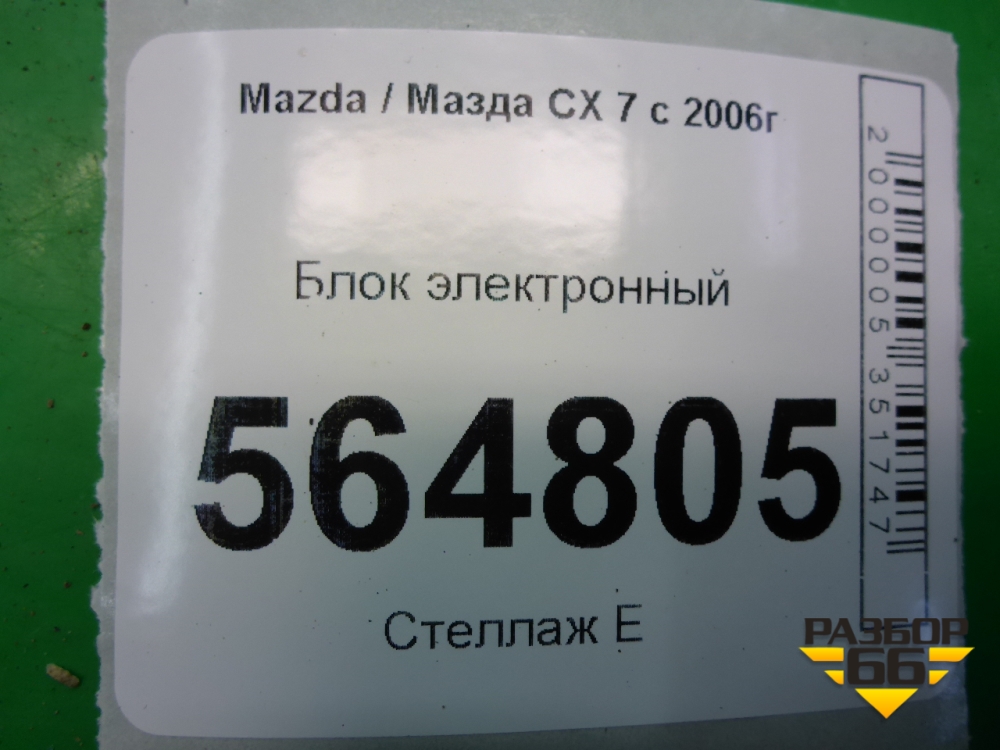 Mazda / Мазда CX 7 с 2006г
Блок электронный
564805
Стеллаж Е
2000005351747
РАЗБОР
66